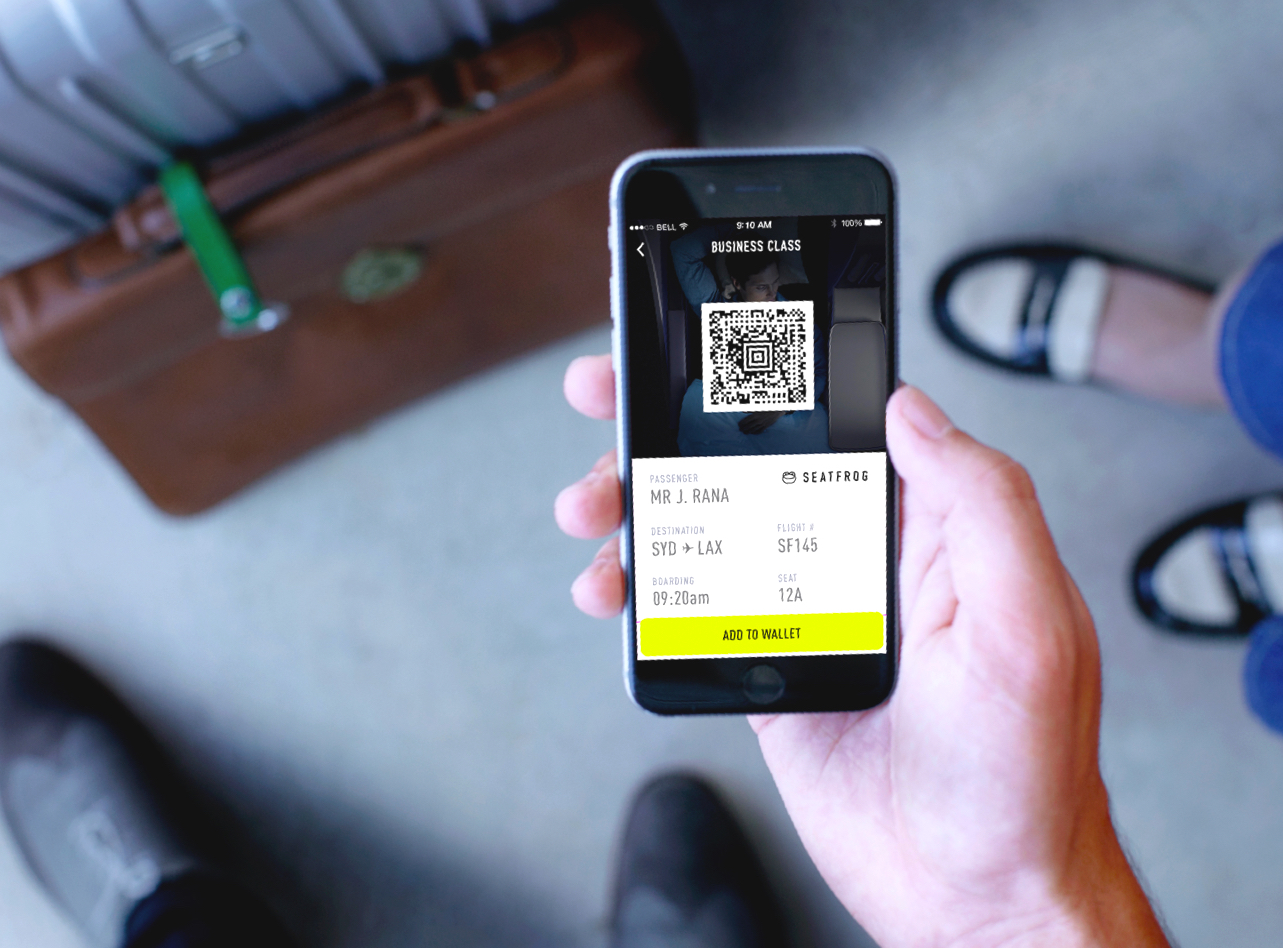 BELL 9:10 AM 100%
BUSINESS CLASS
PASSENGER
SEATFROG
MR J. RANA
DESTINATION FLIGHT #
SYD ✈ LAX SF145
BOARDING SEAT
09:20am 12A
ADD TO WALLET